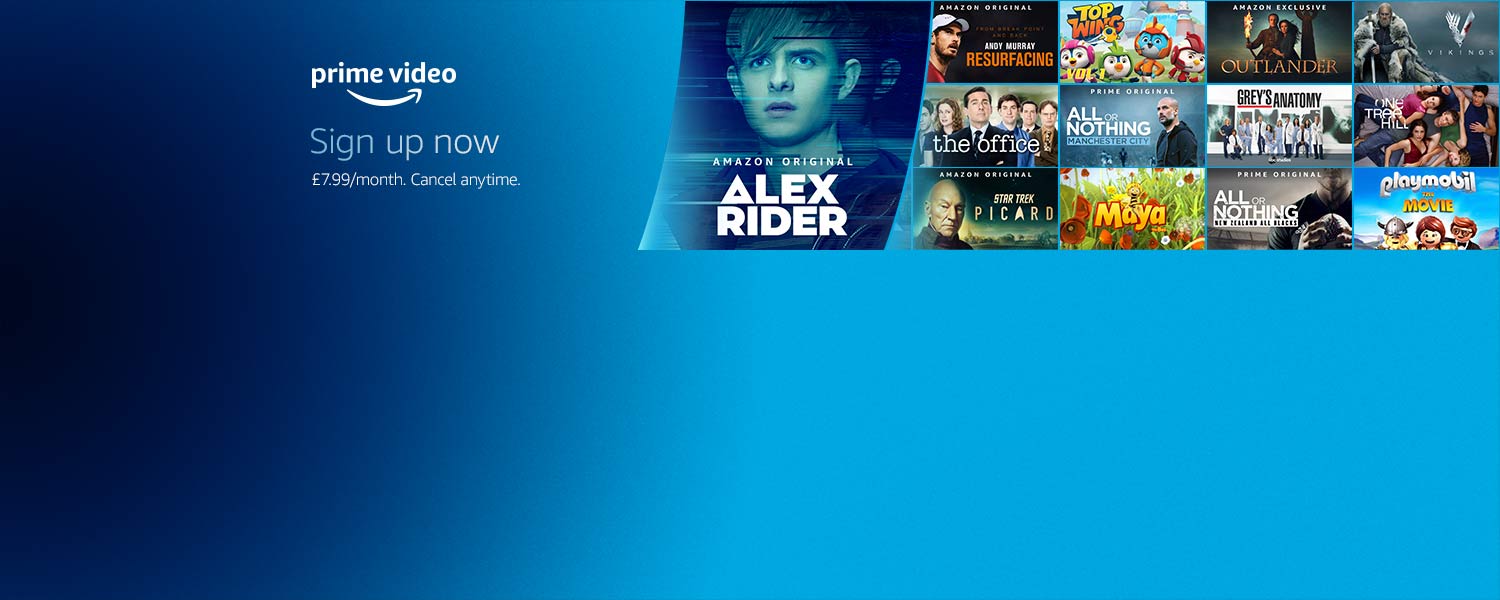 prime video
Sign up now
£7.99/month. Cancel anytime.
AMAZON ORIGINAL
ALEX
RIDER
AMAZON ORIGINAL
FROM BREAK POINT
AND BACK
ANDY MURRAY
RESURFACING
TOP
WING
VOL 1
AMAZON EXCLUSIVE
OUTLANDER
VIKINGS
the office
PRIME ORIGINAL
ALL OR
NOTHING
MANCHESTER CITY
GREY'S ANATOMY
abc studios
ONE
TREE
HILL
AMAZON ORIGINAL
STAR TREK
PICARD
Maya
PRIME ORIGINAL
ALL OR
NOTHING
NEW ZEALAND ALL BLACKS
playmobil
THE
MOVIE